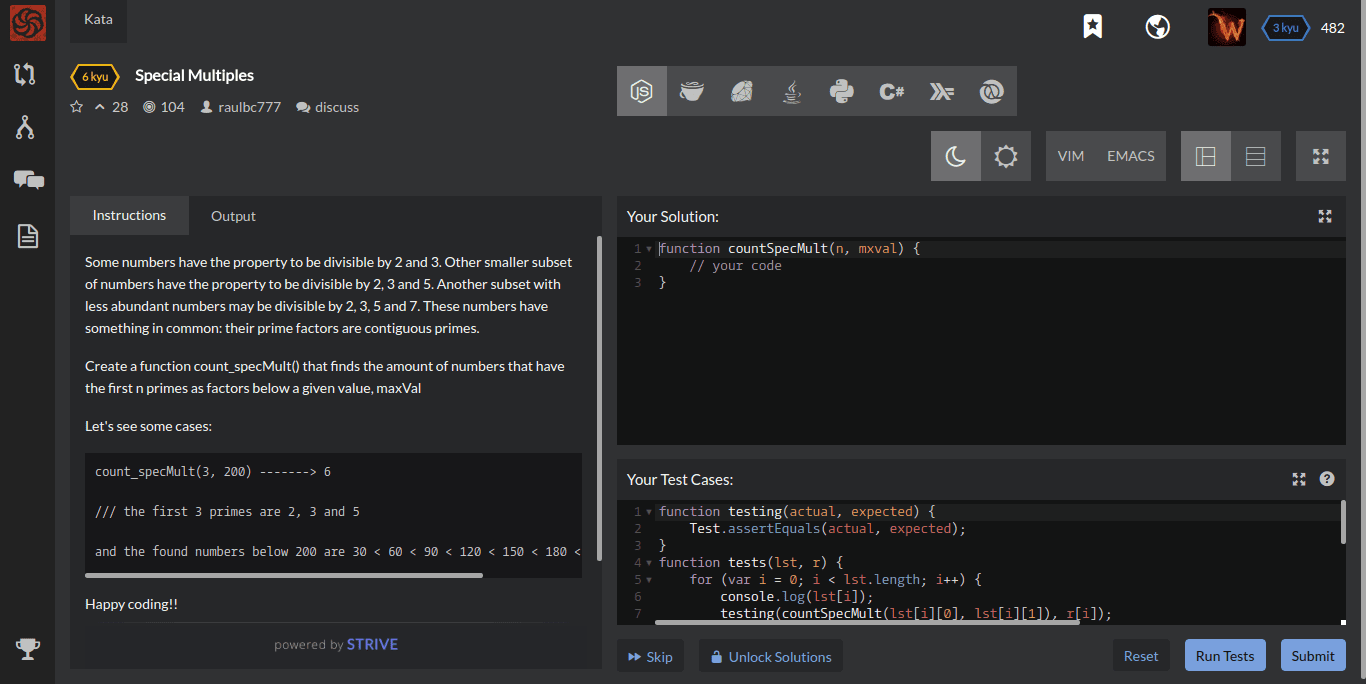 Kata
3 kyu 482
6 kyu Special Multiples
28 104 raulbc777 discuss
JS C#
VIM EMACS
Instructions Output
Some numbers have the property to be divisible by 2 and 3. Other smaller subset
of numbers have the property to be divisible by 2, 3 and 5. Another subset with
less abundant numbers may be divisible by 2, 3, 5 and 7. These numbers have
something in common: their prime factors are contiguous primes.
Create a function count_specMult() that finds the amount of numbers that have
the first n primes as factors below a given value, maxVal
Let's see some cases:
count_specMult(3, 200) -------> 6
/// the first 3 primes are 2, 3 and 5
and the found numbers below 200 are 30 < 60 < 90 < 120 < 150 < 180 <
Happy coding!!
powered by STRIVE
Your Solution:
1 function countSpecMult(n, mxval) {
2 // your code
3 }
Your Test Cases:
?
1 function testing(actual, expected) {
2 Test.assertEquals(actual, expected);
3 }
4 function tests(lst, r) {
5 for (var i = 0; i < lst.length; i++) {
6 console.log(lst[i]);
7 testing(countSpecMult(lst[i][0], lst[i][1]), r[i]);
Skip Unlock Solutions Reset Run Tests Submit